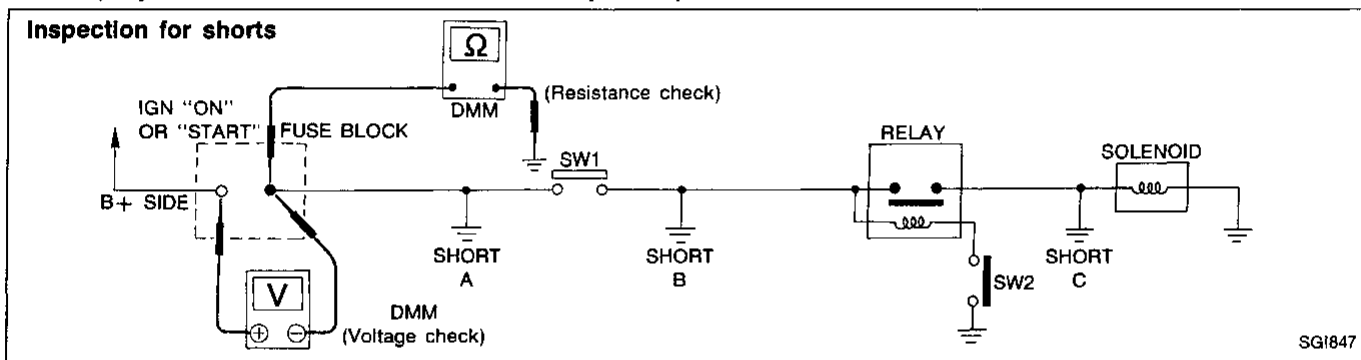 Inspection for shorts
Ω
DMM
(Resistance check)
IGN "ON"
OR "START"
FUSE BLOCK
B+ SIDE
SW1
RELAY
SOLENOID
SHORT
A
SHORT
B
SHORT
C
SW2
V
+ −
DMM
(Voltage check)
SGI847